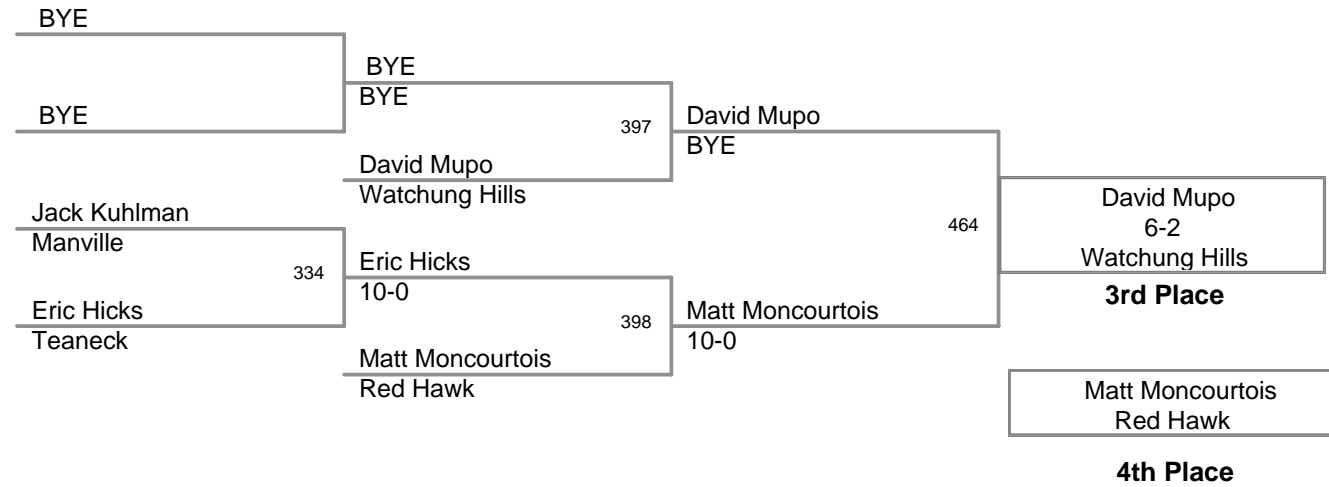 BYE
BYE
BYE
BYE
397
David Mupo
BYE
David Mupo
Watchung Hills
Jack Kuhlman
Manville
334
Eric Hicks
10-0
Eric Hicks
Teaneck
398
Matt Moncourtois
10-0
Matt Moncourtois
Red Hawk
464
David Mupo
6-2
Watchung Hills
3rd Place
Matt Moncourtois
Red Hawk
4th Place